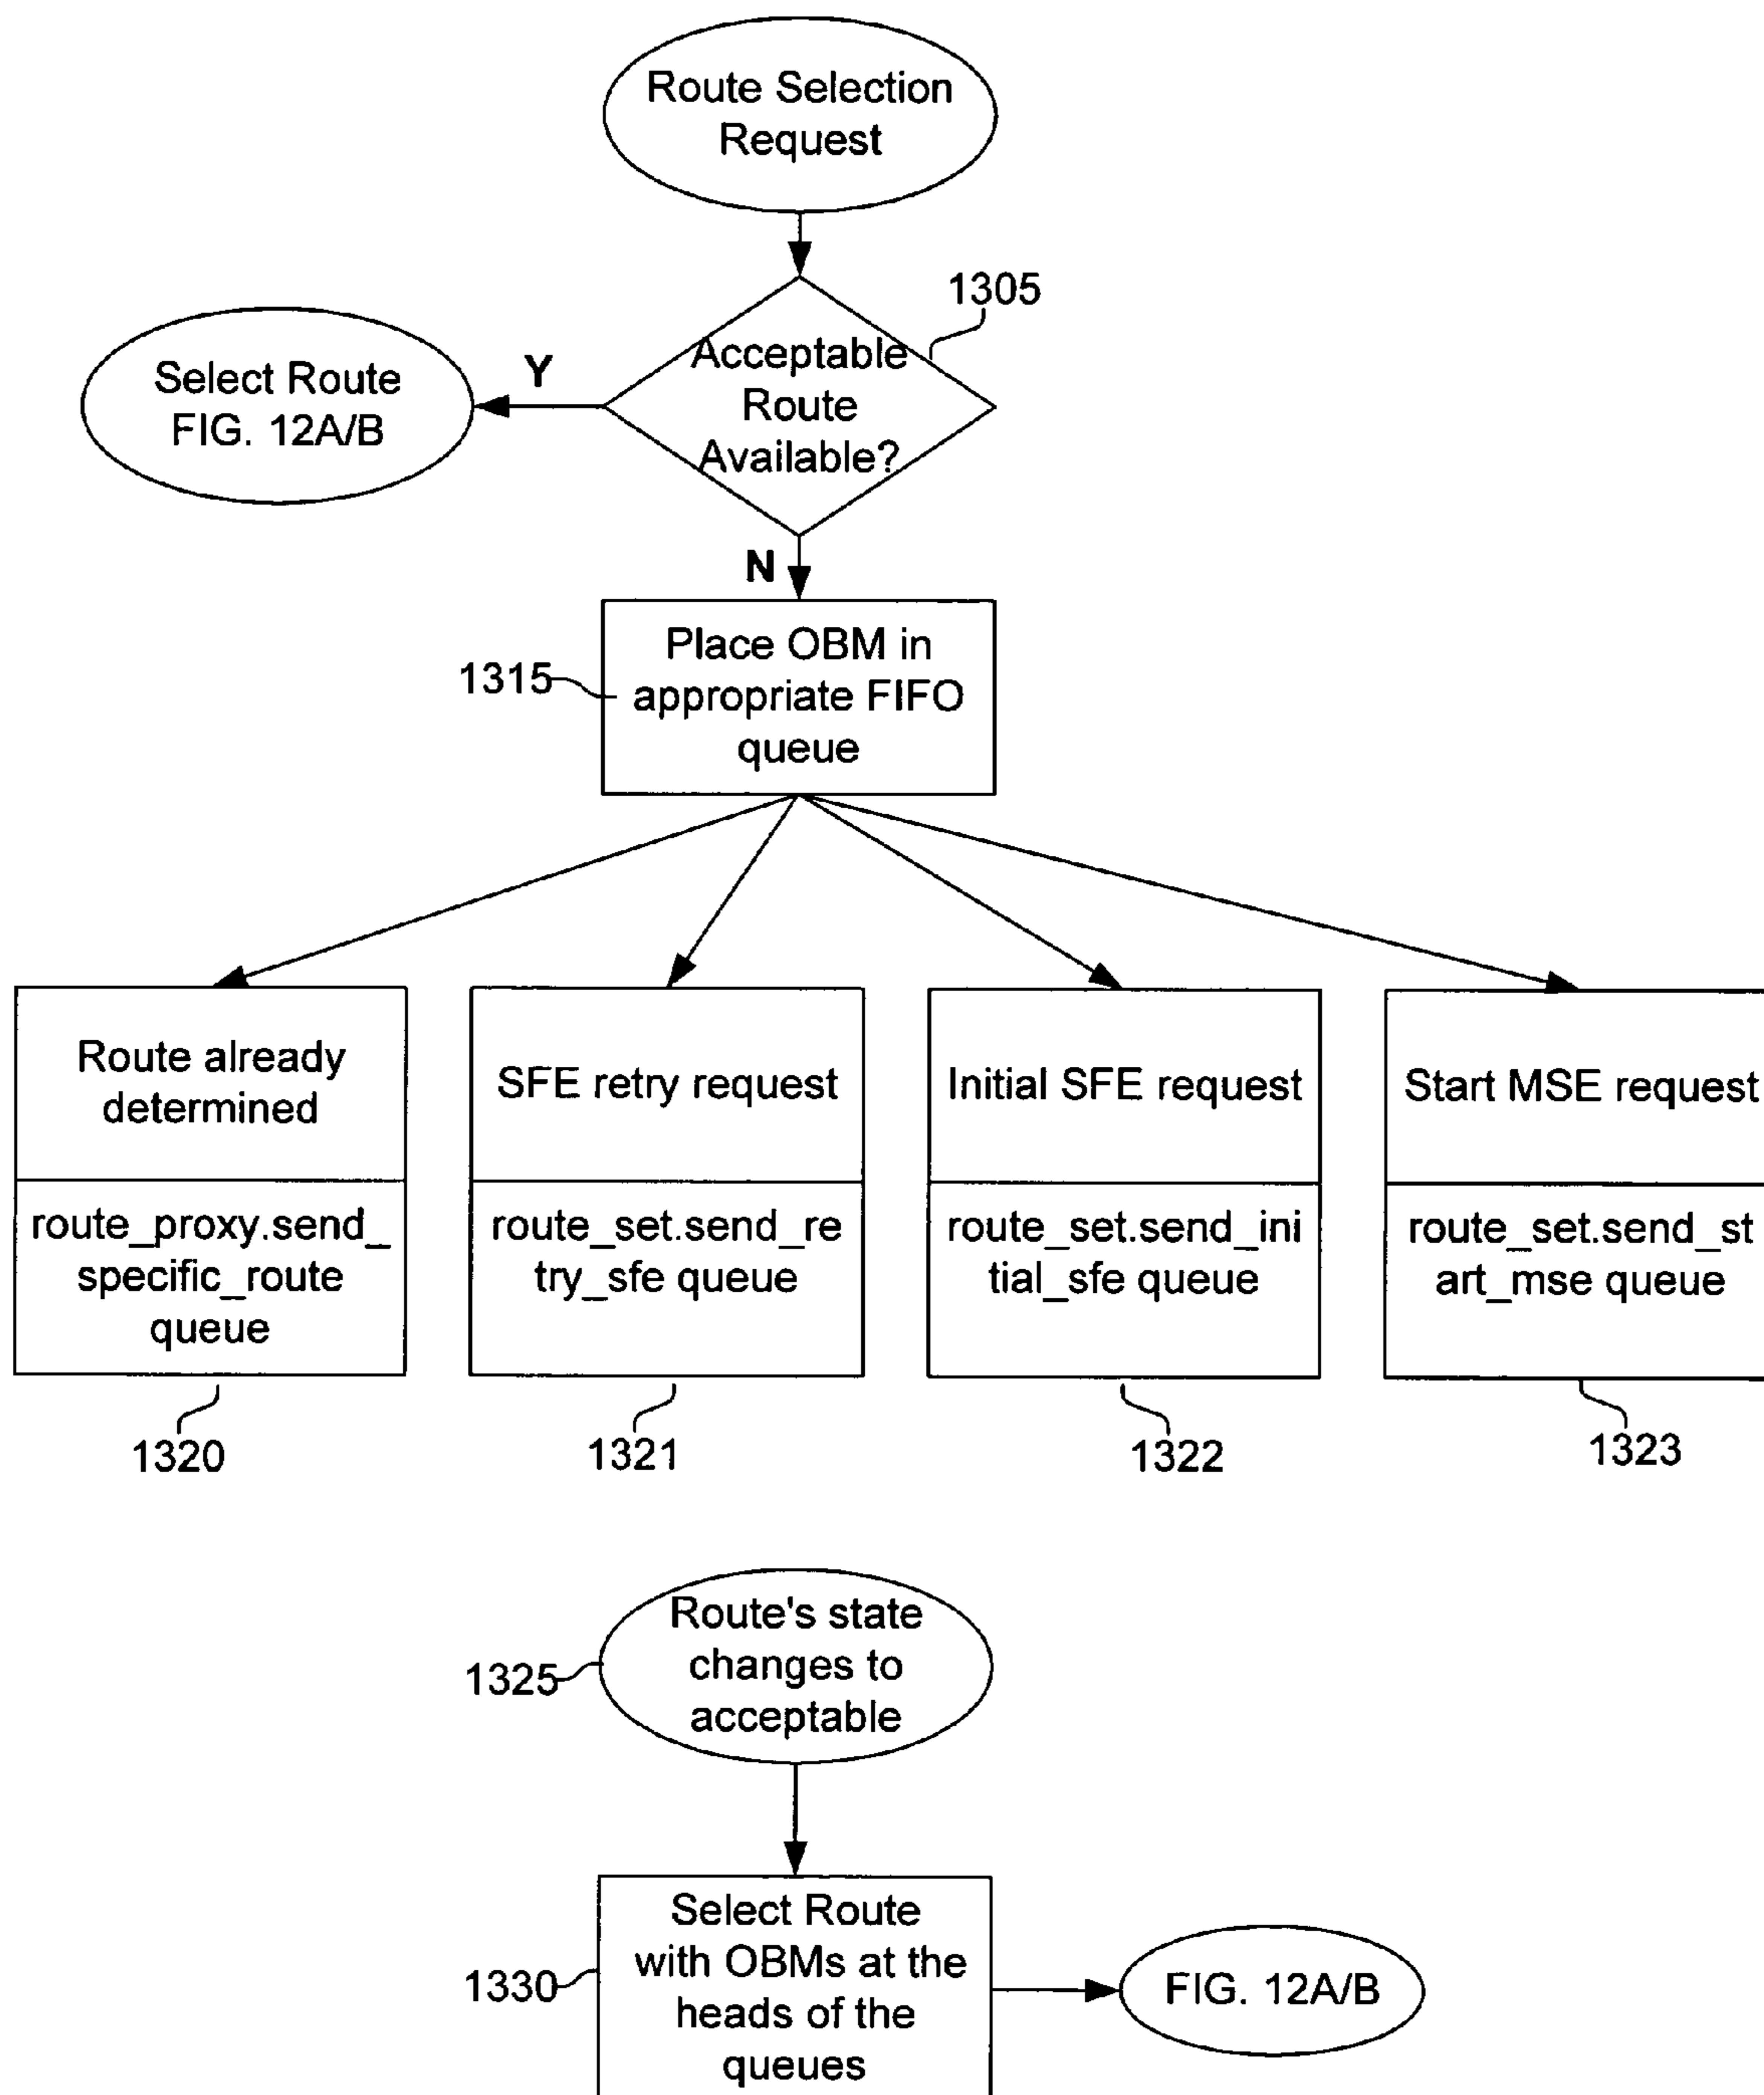 Route Selection
Request
1305
Acceptable
Route
Available?
Y
Select Route
FIG. 12A/B
N
1315
Place OBM in
appropriate FIFO
queue
Route already
determined
route_proxy.send_
specific_route
queue
1320
SFE retry request
route_set.send_re
try_sfe queue
1321
Initial SFE request
route_set.send_ini
tial_sfe queue
1322
Start MSE request
route_set.send_st
art_mse queue
1323
1325
Route's state
changes to
acceptable
1330
Select Route
with OBMs at the
heads of the
queues
FIG. 12A/B